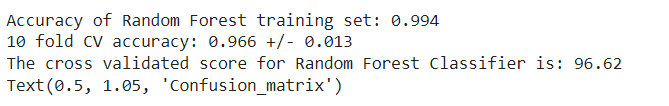 Accuracy of Random Forest training set: 0.994
10 fold CV accuracy: 0.966 +/- 0.013
The cross validated score for Random Forest Classifier is: 96.62
Text(0.5, 1.05, 'Confusion_matrix')